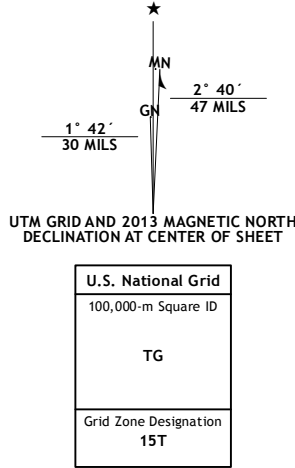 ★
MN
GN
2° 40´
47 MILS
1° 42´
30 MILS
UTM GRID AND 2013 MAGNETIC NORTH
DECLINATION AT CENTER OF SHEET
U.S. National Grid
100,000-m Square ID
TG
Grid Zone Designation
15T